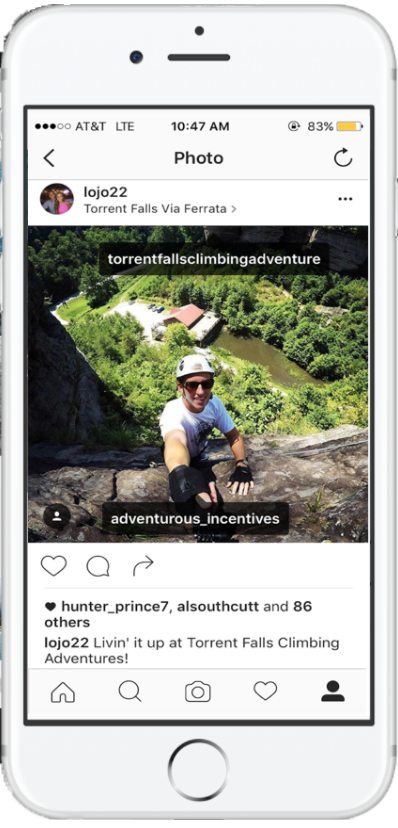 AT&T LTE 10:47 AM 83%
Photo
lojo22
Torrent Falls Via Ferrata >
torrentfallsclimbingadventure
adventurous_incentives
hunter_prince7, alsouthcutt and 86
others
lojo22 Livin' it up at Torrent Falls Climbing
Adventures!